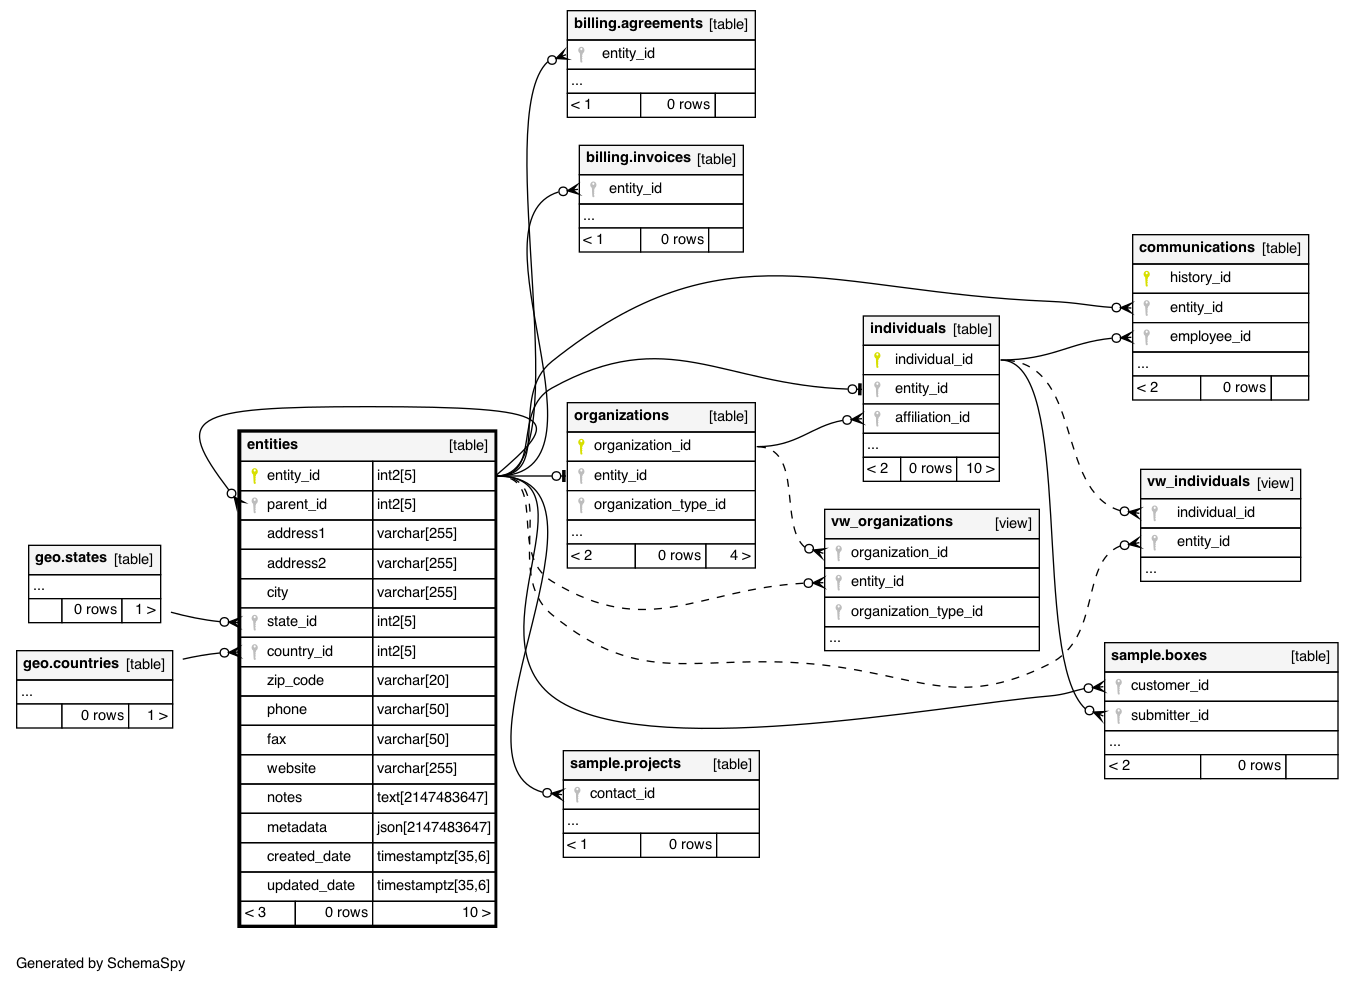 billing.agreements [table]
entity_id
...
< 1 0 rows
billing.invoices [table]
entity_id
...
< 1 0 rows
communications [table]
history_id
entity_id
employee_id
...
< 2 0 rows
individuals [table]
individual_id
entity_id
affiliation_id
...
< 2 0 rows 10 >
organizations [table]
organization_id
entity_id
organization_type_id
...
< 2 0 rows 4 >
entities [table]
entity_id int2[5]
parent_id int2[5]
address1 varchar[255]
address2 varchar[255]
city varchar[255]
state_id int2[5]
country_id int2[5]
zip_code varchar[20]
phone varchar[50]
fax varchar[50]
website varchar[255]
notes text[2147483647]
metadata json[2147483647]
created_date timestamptz[35,6]
updated_date timestamptz[35,6]
< 3 0 rows 10 >
vw_individuals [view]
individual_id
entity_id
...
vw_organizations [view]
organization_id
entity_id
organization_type_id
...
geo.states [table]
...
0 rows 1 >
geo.countries [table]
...
0 rows 1 >
sample.boxes [table]
customer_id
submitter_id
...
< 2 0 rows
sample.projects [table]
contact_id
...
< 1 0 rows
Generated by SchemaSpy